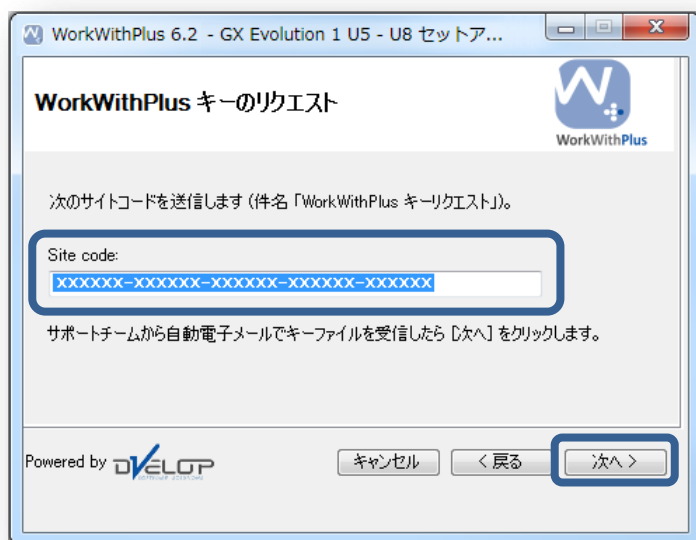 WorkWithPlus 6.2 - GX Evolution 1 U5 - U8 セットア...
WorkWithPlus キーのリクエスト
WorkWithPlus
次のサイトコードを送信します (件名 「WorkWithPlus キーリクエスト」)。
Site code:
XXXXXX-XXXXXX-XXXXXX-XXXXXX-XXXXXX
サポートチームから自動電子メールでキーファイルを受信したら [次へ] をクリックします。
Powered by DVELOP
キャンセル
< 戻る
次へ >